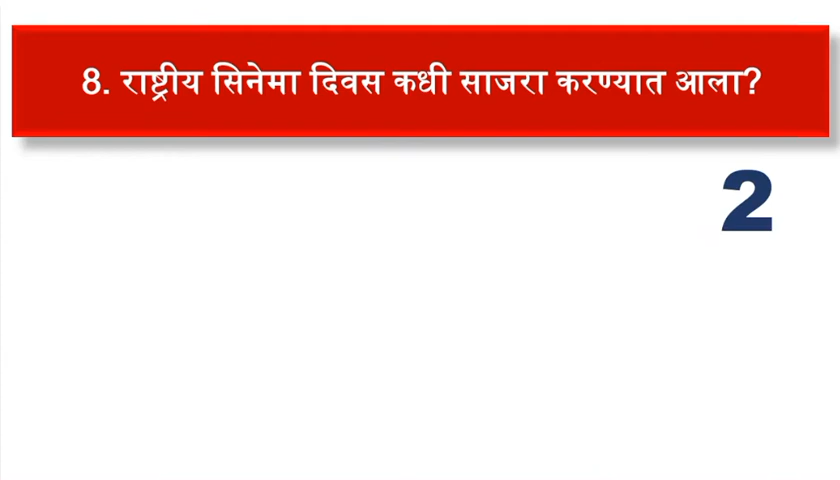 8. राष्ट्रीय सिनेमा दिवस कधी साजरा करण्यात आला?
2